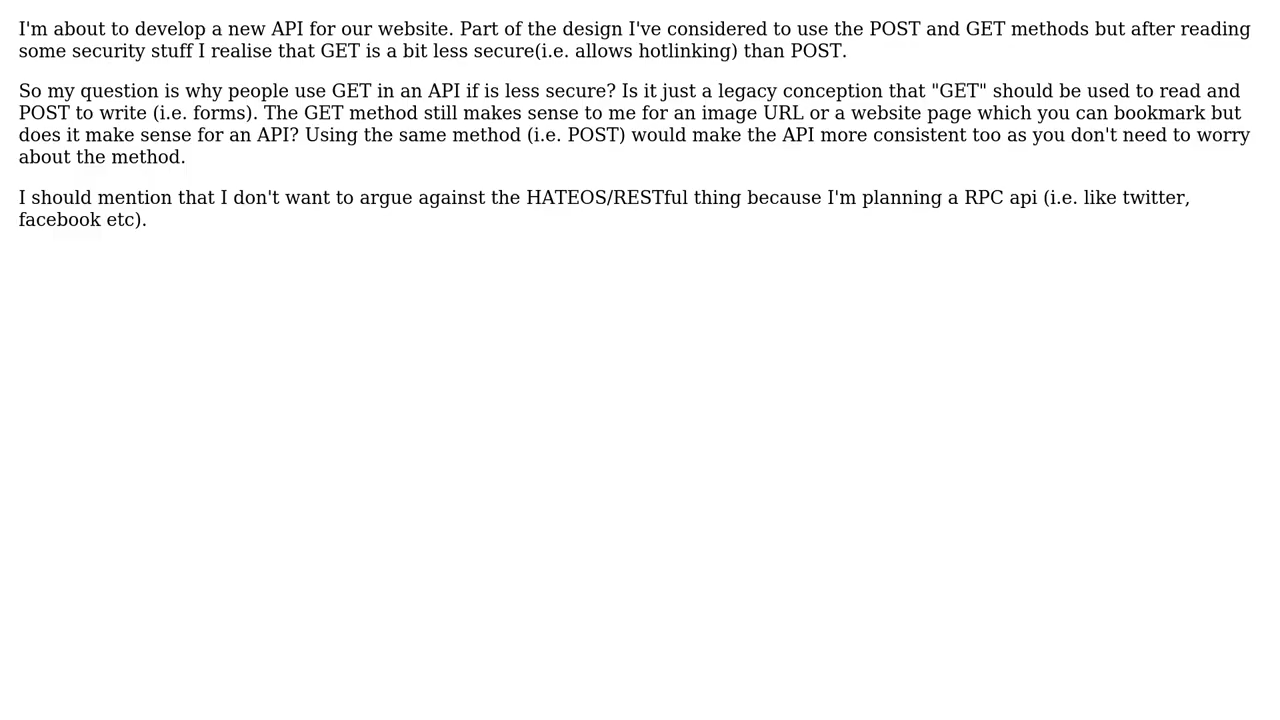 I'm about to develop a new API for our website. Part of the design I've considered to use the POST and GET methods but after reading
some security stuff I realise that GET is a bit less secure(i.e. allows hotlinking) than POST.
So my question is why people use GET in an API if is less secure? Is it just a legacy conception that "GET" should be used to read and
POST to write (i.e. forms). The GET method still makes sense to me for an image URL or a website page which you can bookmark but
does it make sense for an API? Using the same method (i.e. POST) would make the API more consistent too as you don't need to worry
about the method.
I should mention that I don't want to argue against the HATEOS/RESTful thing because I'm planning a RPC api (i.e. like twitter,
facebook etc).